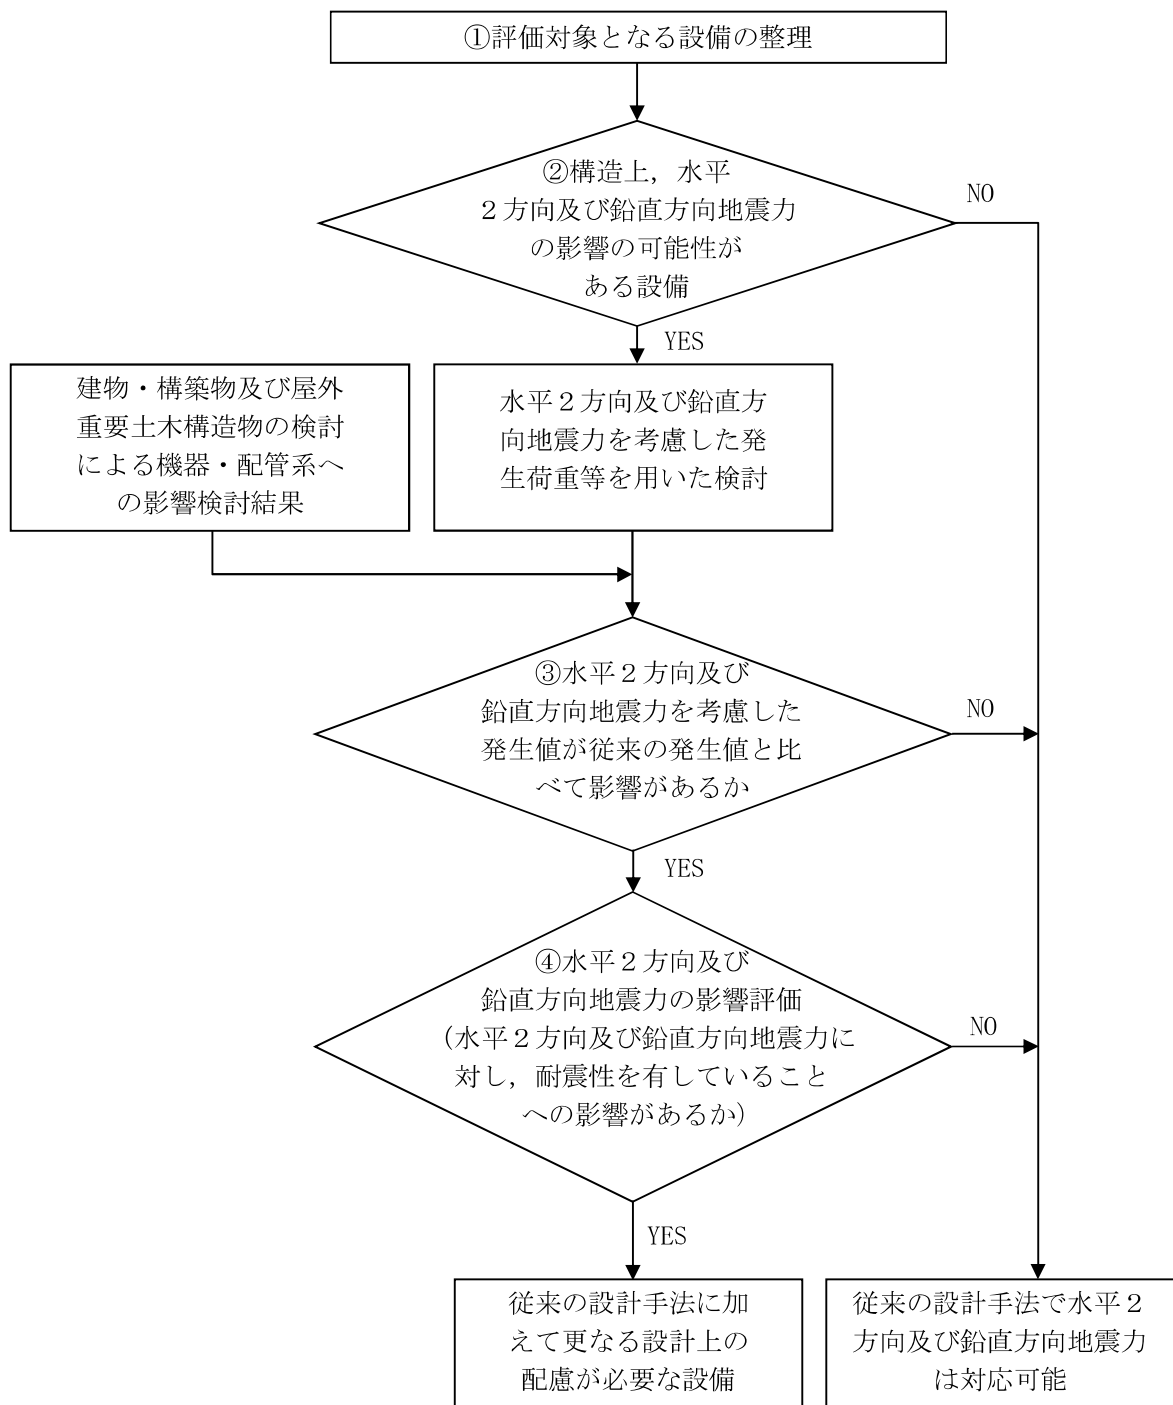 ①評価対象となる設備の整理
②構造上，水平
２方向及び鉛直方向地震力
の影響の可能性が
ある設備
NO
YES
建物・構築物及び屋外
重要土木構造物の検討
による機器・配管系へ
の影響検討結果
水平２方向及び鉛直方
向地震力を考慮した発
生荷重等を用いた検討
③水平２方向及び
鉛直方向地震力を考慮した
発生値が従来の発生値と比
べて影響があるか
NO
YES
④水平２方向及び
鉛直方向地震力の影響評価
（水平２方向及び鉛直方向地震力に
対し，耐震性を有していること
への影響があるか）
NO
YES
従来の設計手法に加
えて更なる設計上の
配慮が必要な設備
従来の設計手法で水平２
方向及び鉛直方向地震力
は対応可能